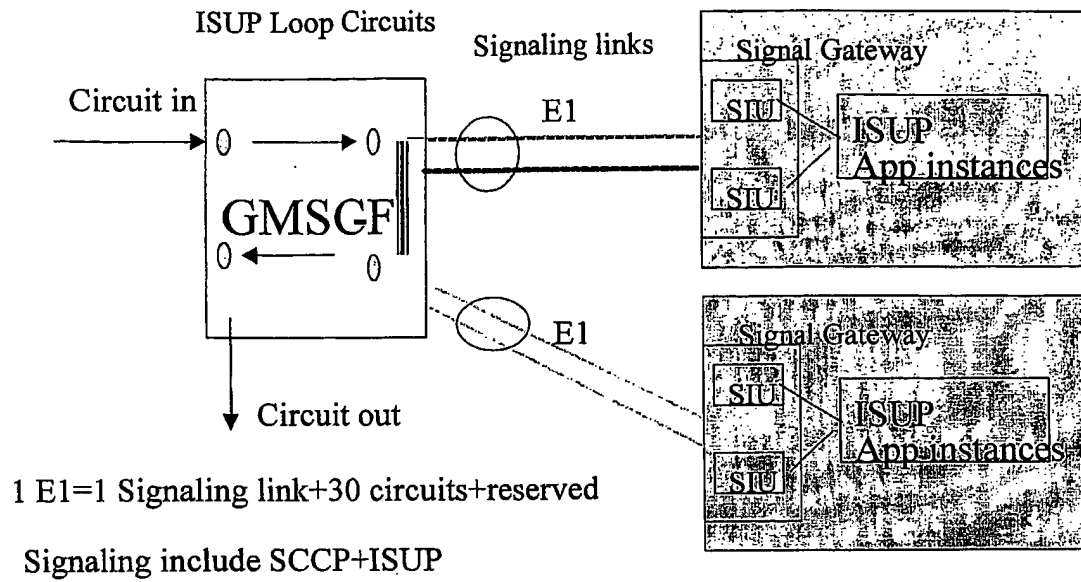 ISUP Loop Circuits
Signaling links
Circuit in
E1
GMSGF
Circuit out
E1
Signal Gateway
SIU
SIU
ISUP
App instances
Signal Gateway
SIU
SIU
ISUP
App instances
1 E1=1 Signaling link+30 circuits+reserved
Signaling include SCCP+ISUP